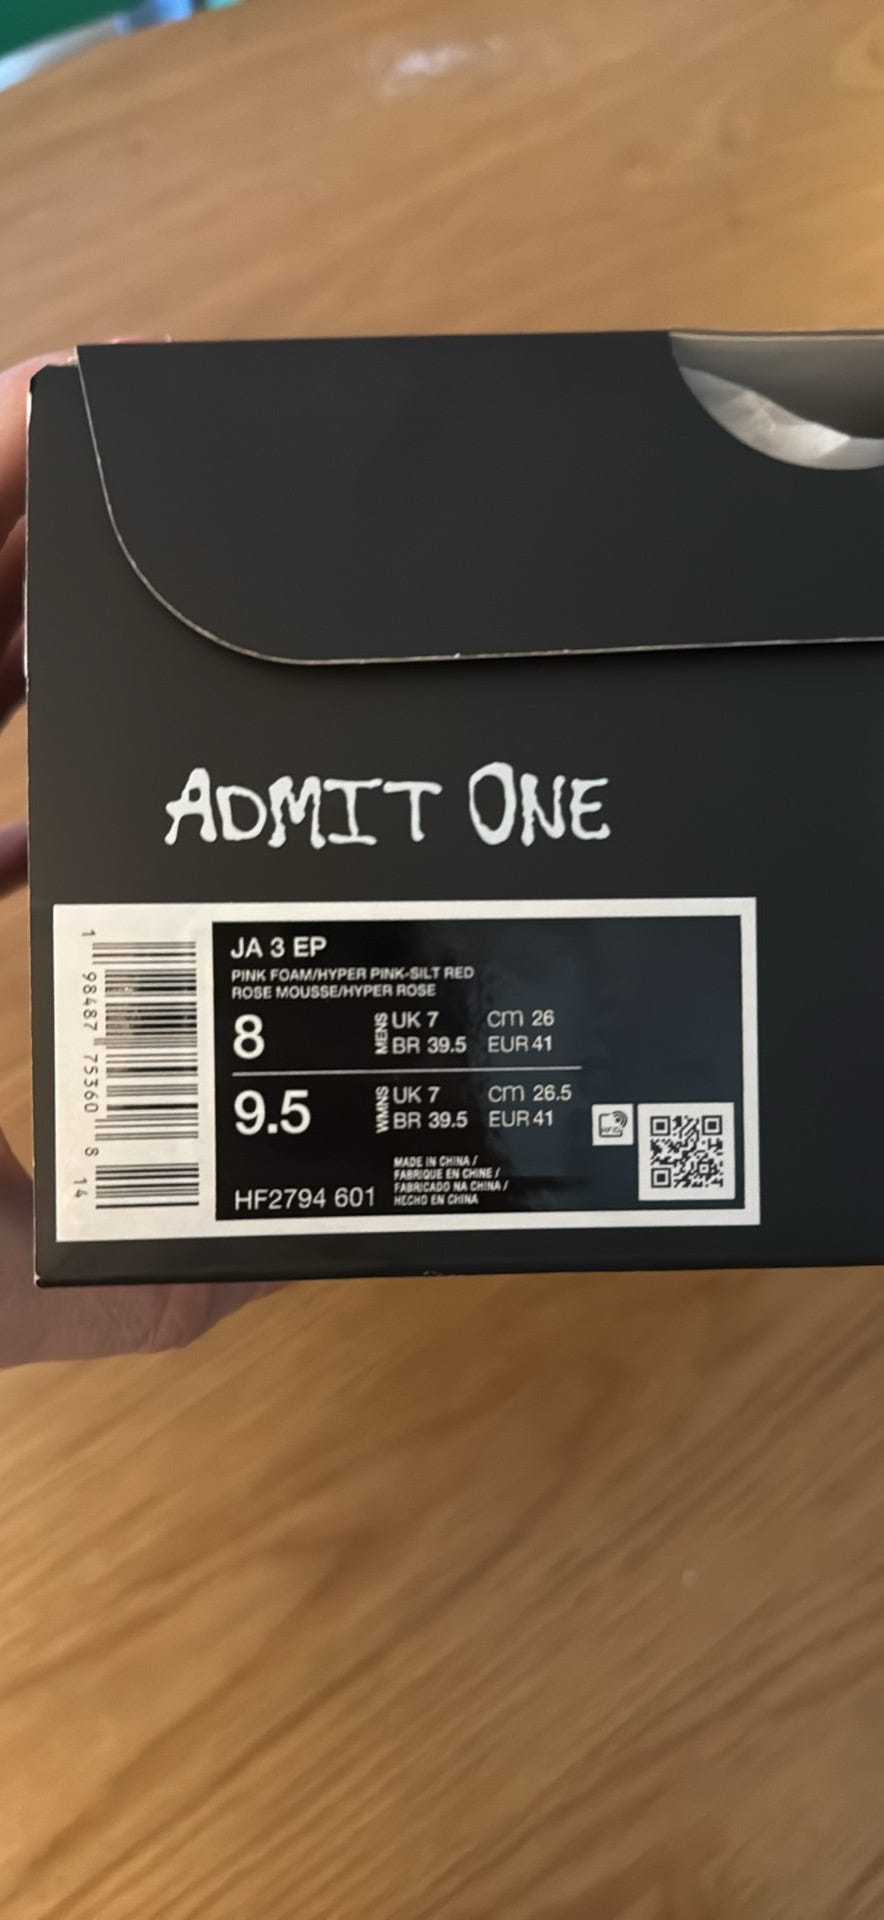 ADMIT ONE
JA 3 EP
PINK FOAM/HYPER PINK-SILT RED
ROSE MOUSSE/HYPER ROSE
8 MENS UK 7 cm 26
BR 39.5 EUR 41
9.5 WMNS UK 7 cm 26.5
BR 39.5 EUR 41
MADE IN CHINA /
FABRIQUE EN CHINE /
FABRICADO NA CHINA /
HECHO EN CHINA
HF2794 601
1 98487 75360 8 14